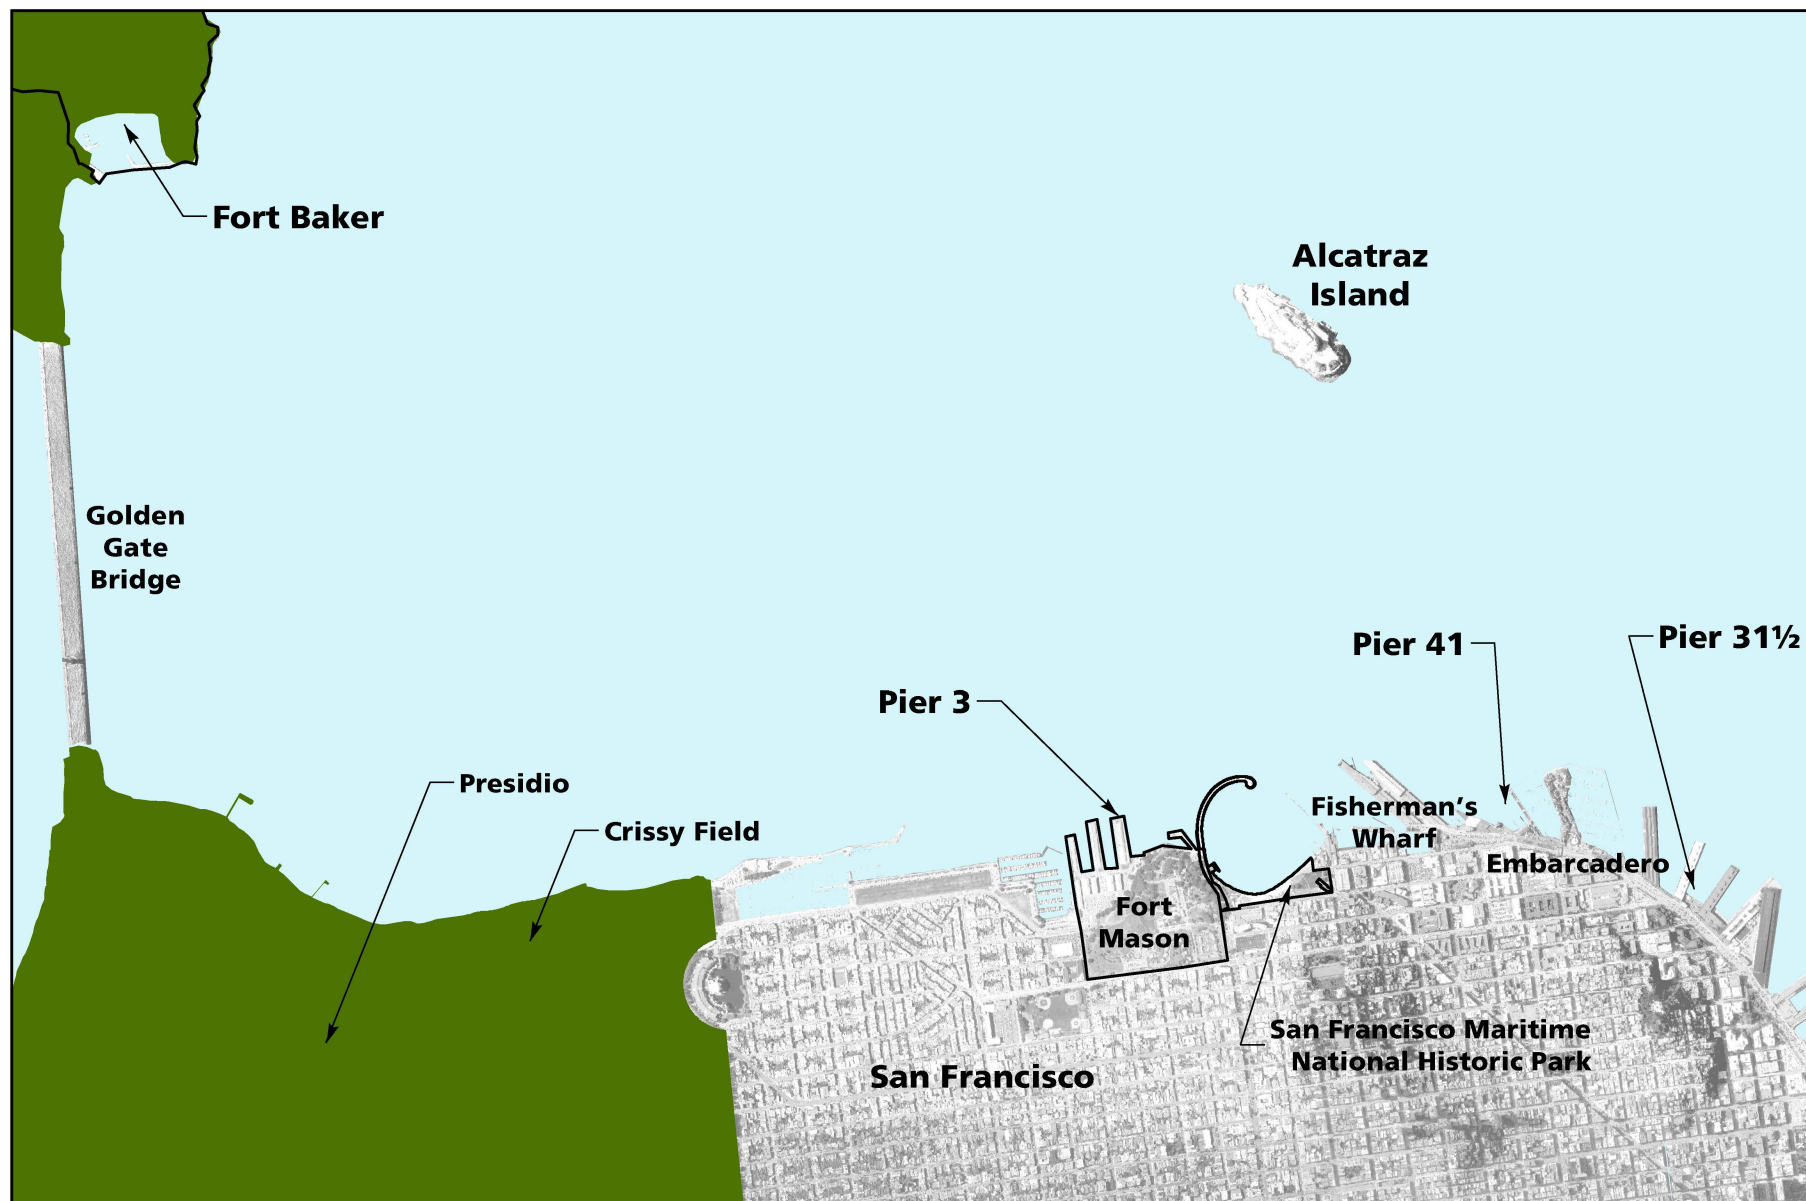 Fort Baker
Alcatraz
Island
Golden
Gate
Bridge
Pier 41
Pier 31½
Pier 3
Presidio
Crissy Field
Fisherman's
Wharf
Embarcadero
Fort
Mason
San Francisco Maritime
National Historic Park
San Francisco